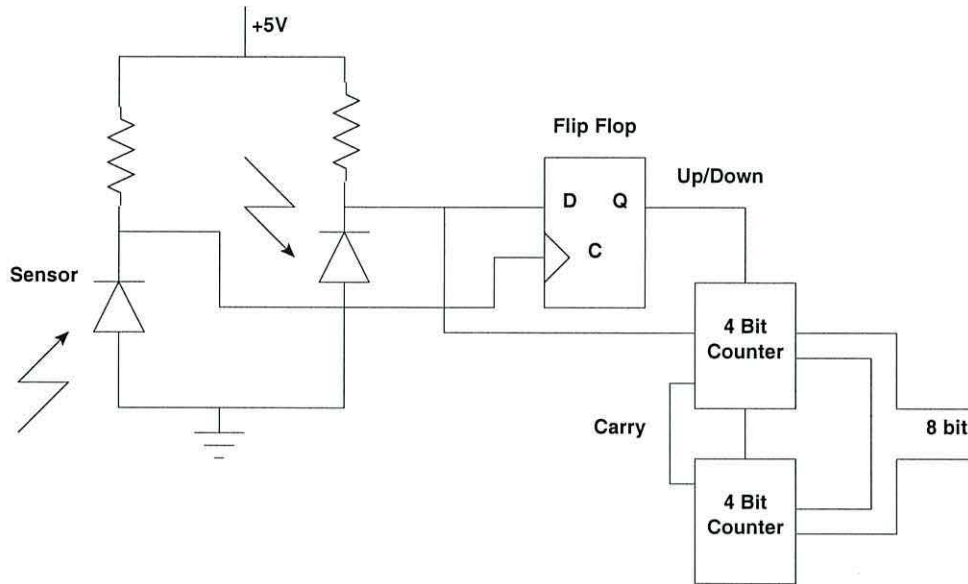 +5V
Flip Flop
Up/Down
D Q
C
Sensor
4 Bit
Counter
Carry
8 bit
4 Bit
Counter